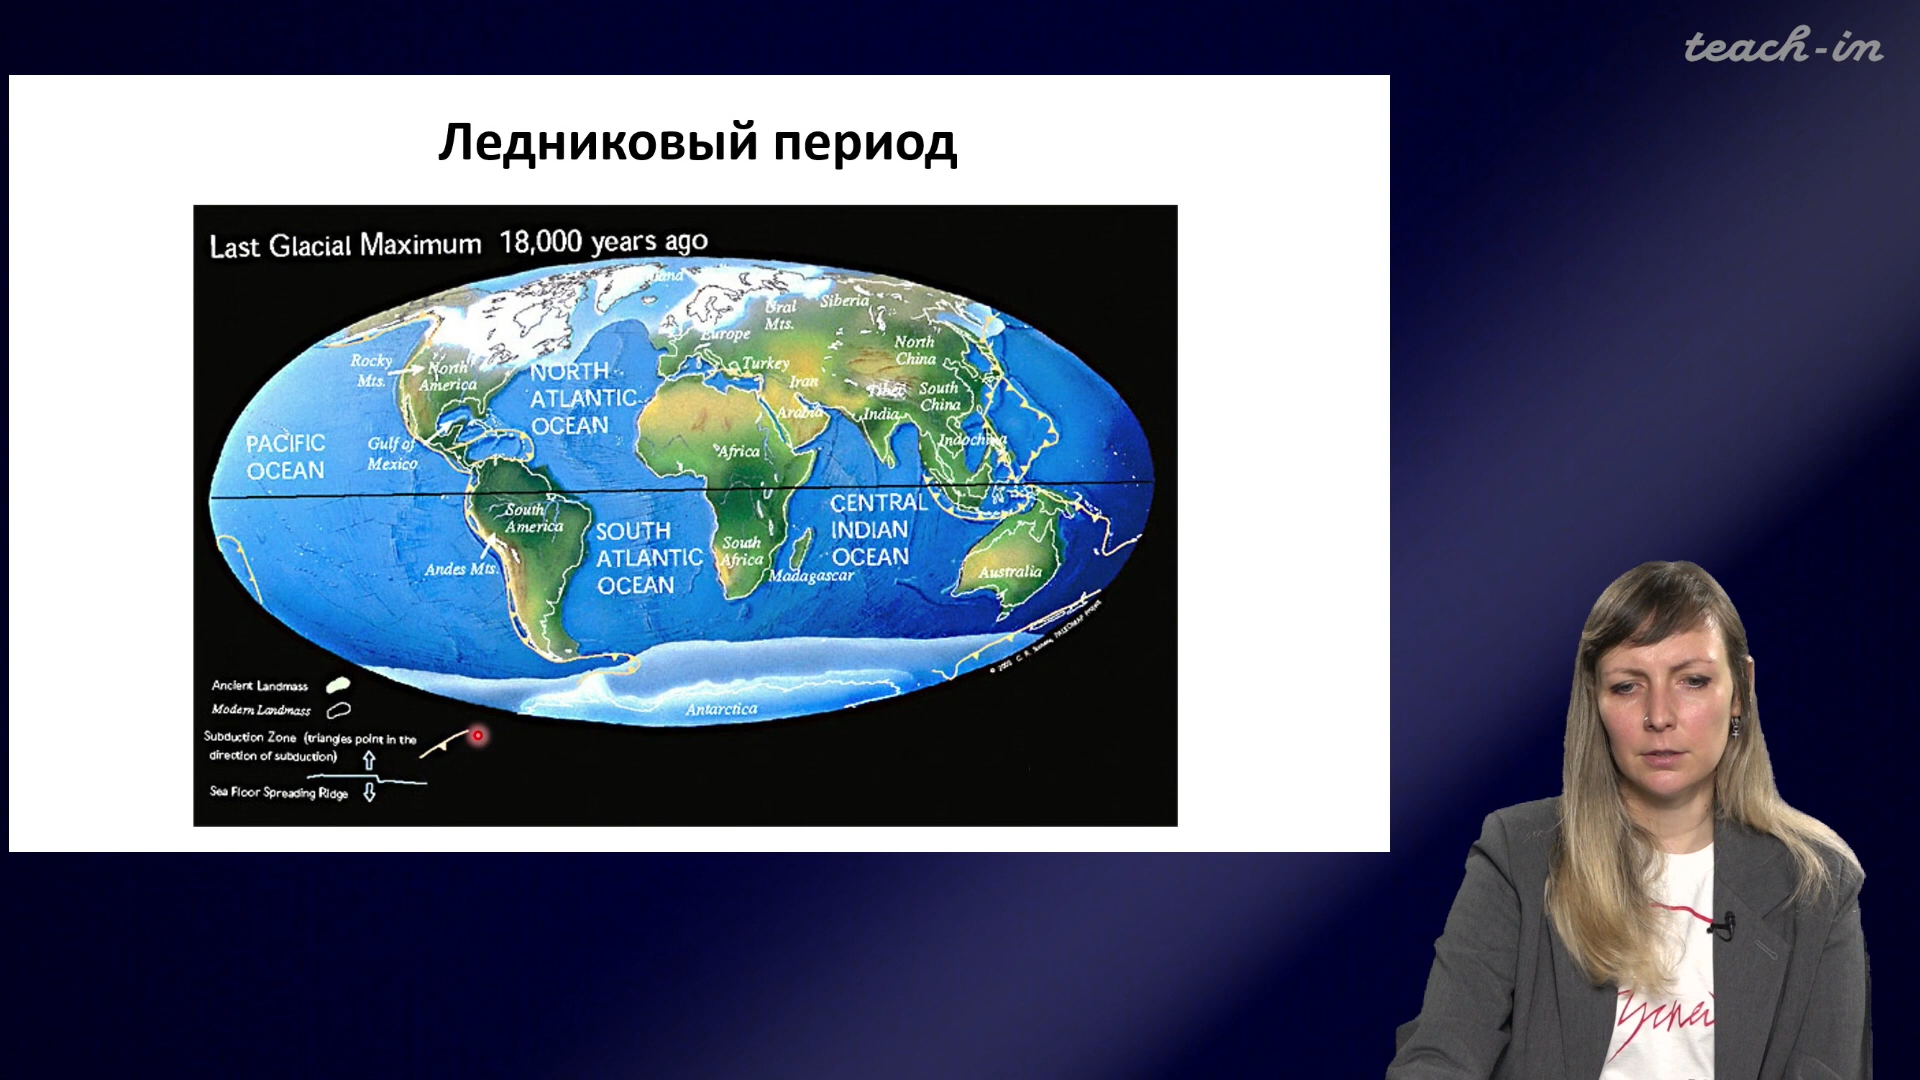 teach-in
Ледниковый период
Last Glacial Maximum 18,000 years ago
Ural
Mts.
Siberia
Europe
Rocky
Mts.
North
America
Turkey
Iran
North
China
Tibet
South
China
NORTH
ATLANTIC
OCEAN
Arabia
India
PACIFIC
OCEAN
Gulf of
Mexico
Africa
Indochina
South
America
SOUTH
ATLANTIC
OCEAN
CENTRAL
INDIAN
OCEAN
South
Africa
Andes Mts.
Madagascar
Australia
Antarctica
Ancient Landmass
Modern Landmass
Subduction Zone (triangles point in the
direction of subduction)
Sea Floor Spreading Ridge